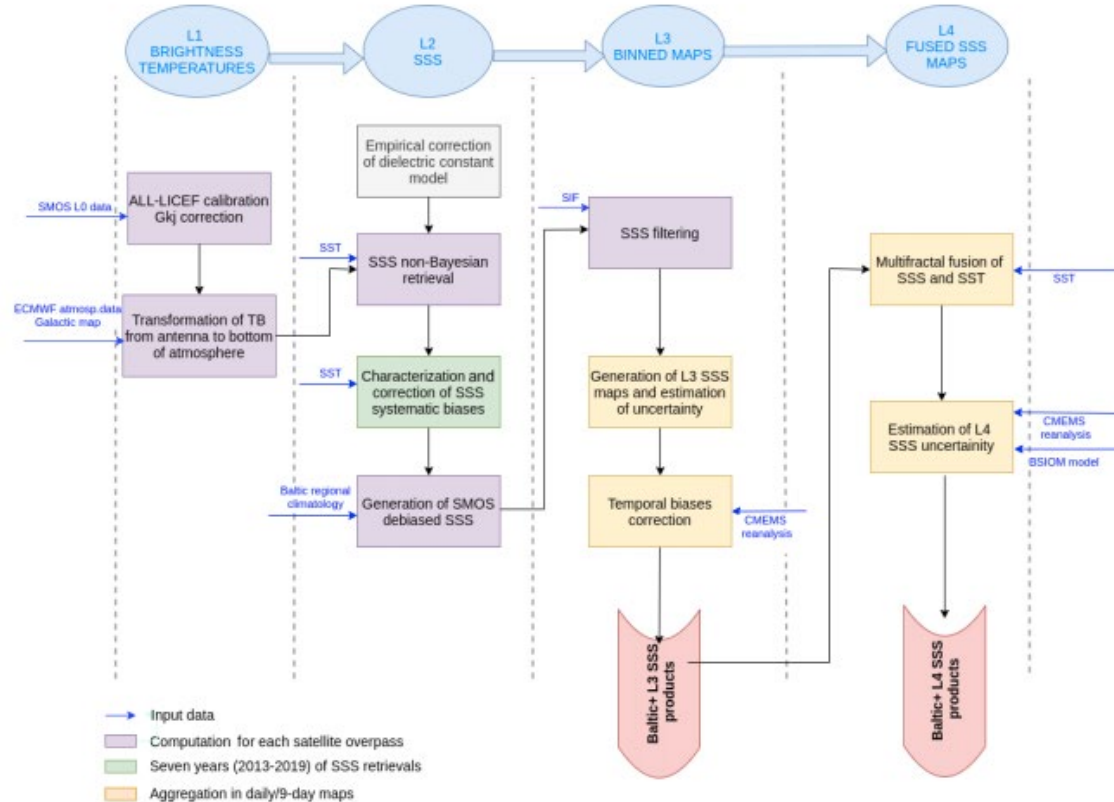 L1
BRIGHTNESS
TEMPERATURES
L2
SSS
L3
BINNED MAPS
L4
FUSED SSS
MAPS
SMOS L0 data
ALL-LICEF calibration
Gkj correction
ECMWF atmosp.data
Galactic map
Transformation of TB
from antenna to bottom
of atmosphere
Empirical correction
of dielectric constant
model
SST
SSS non-Bayesian
retrieval
SST
Characterization and
correction of SSS
systematic biases
Baltic regional
climatology
Generation of SMOS
debiased SSS
SIF
SSS filtering
Generation of L3 SSS
maps and estimation
of uncertainty
Temporal biases
correction
CMEMS
reanalysis
Baltic+ L3 SSS
products
Multifractal fusion of
SSS and SST
SST
Estimation of L4
SSS uncertainity
CMEMS
reanalysis
BSIOM model
Baltic+ L4 SSS
products
Input data
Computation for each satellite overpass
Seven years (2013-2019) of SSS retrievals
Aggregation in daily/9-day maps